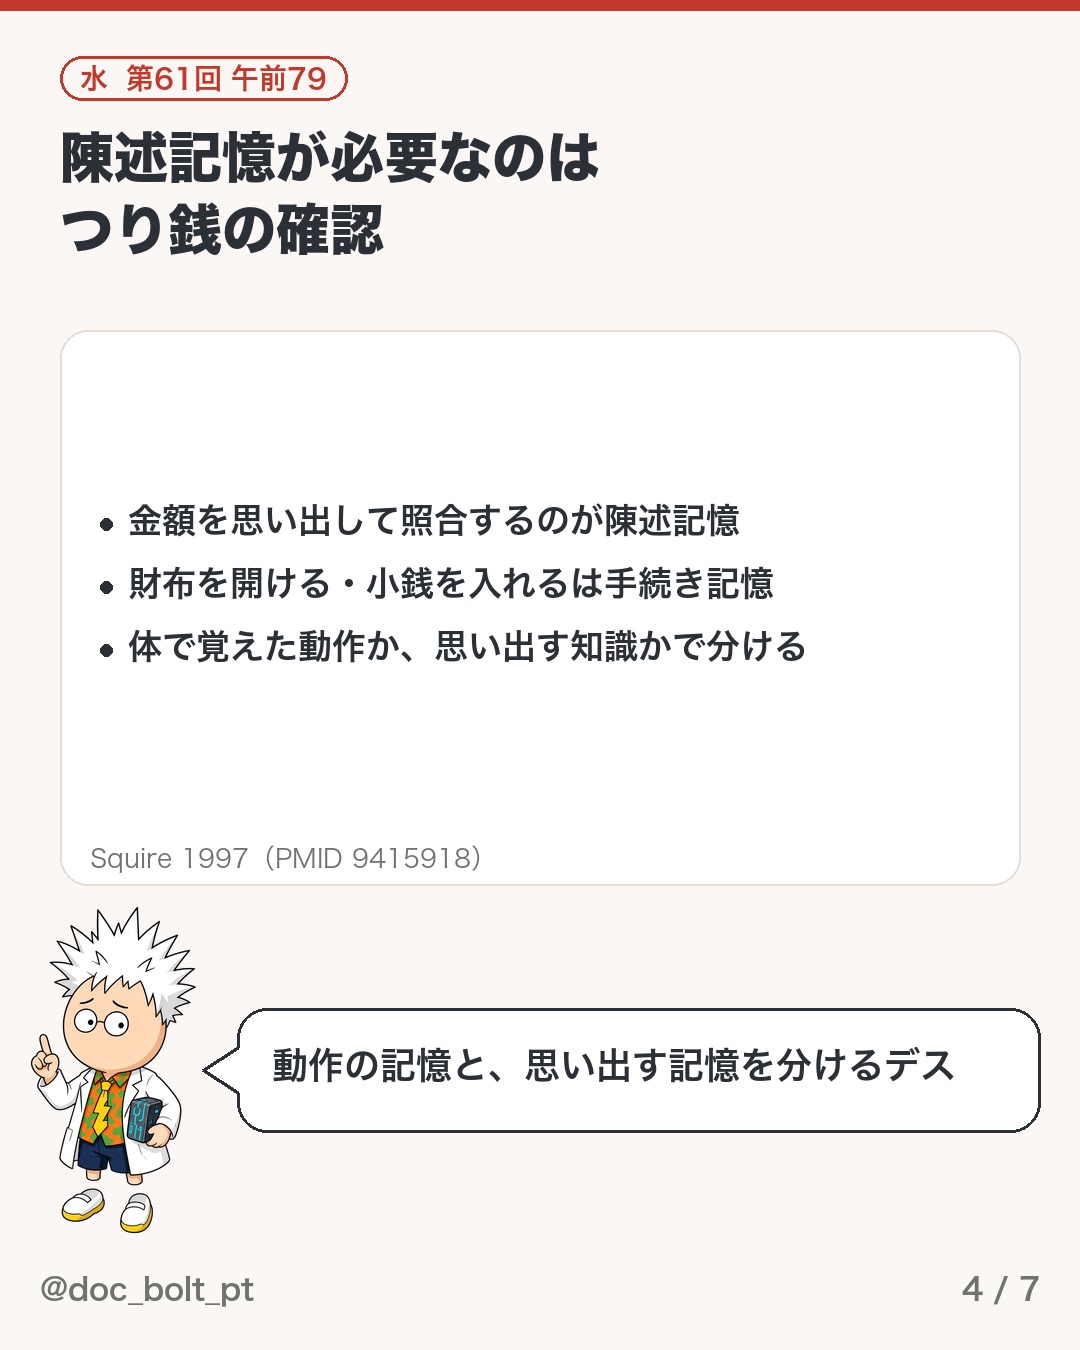 水 第61回 午前79
陳述記憶が必要なのは
つり銭の確認
• 金額を思い出して照合するのが陳述記憶
• 財布を開ける・小銭を入れるは手続き記憶
• 体で覚えた動作か、思い出す知識かで分ける
Squire 1997（PMID 9415918）
動作の記憶と、思い出す記憶を分けるデス
@doc_bolt_pt
4 / 7